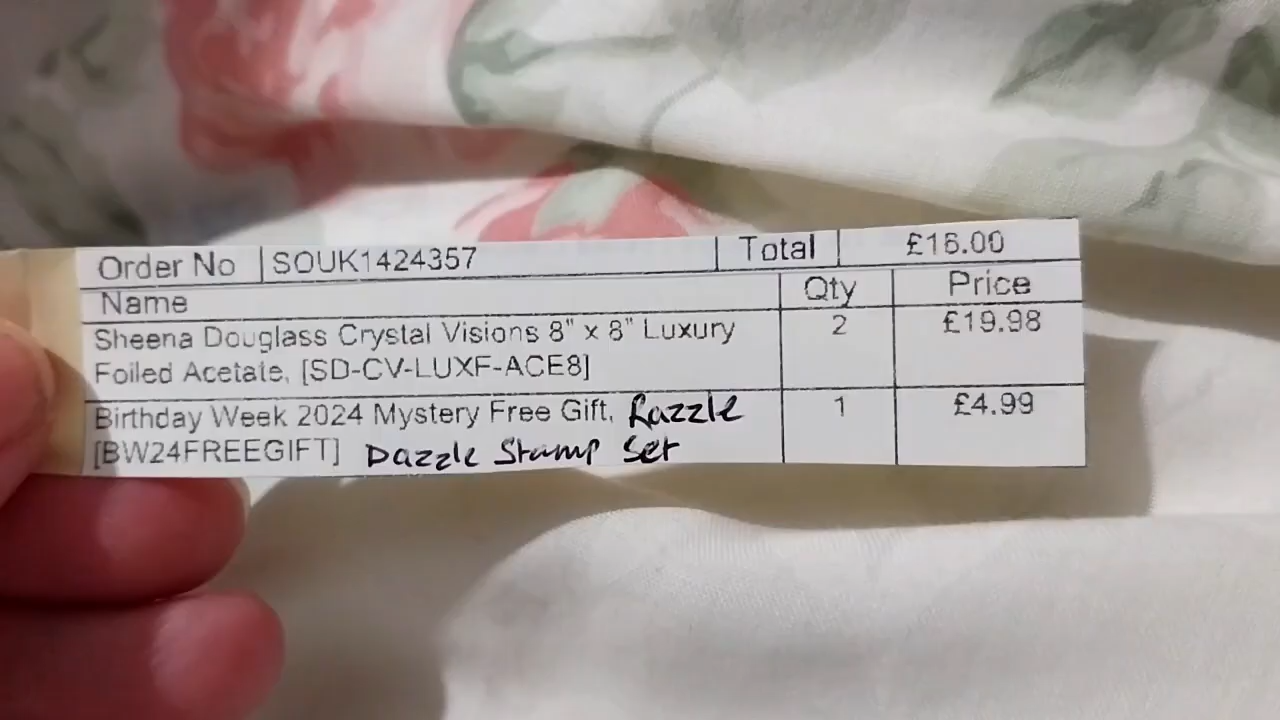 Order No SOUK1424357 Total £16.00
Name Qty Price
Sheena Douglass Crystal Visions 8" x 8" Luxury 2 £19.98
Foiled Acetate, [SD-CV-LUXF-ACE8]
Birthday Week 2024 Mystery Free Gift, Razzle 1 £4.99
[BW24FREEGIFT] Dazzle Stamp Set